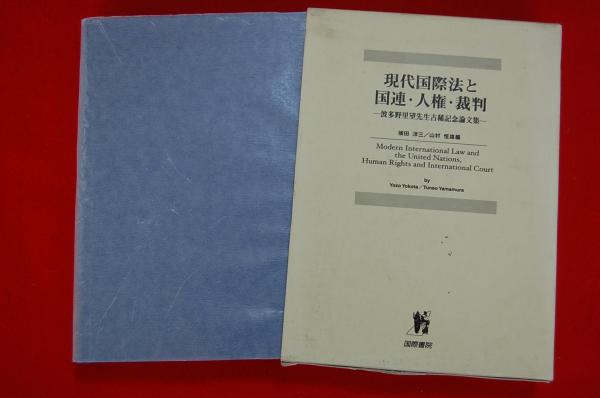 現代国際法と
国連・人権・裁判
―波多野里望先生古稀記念論文集―
横田 洋三／山村 恒雄編
Modern International Law and
the United Nations,
Human Rights and International Court
by
Yozo Yokota／Tuneo Yamamura
国際書院